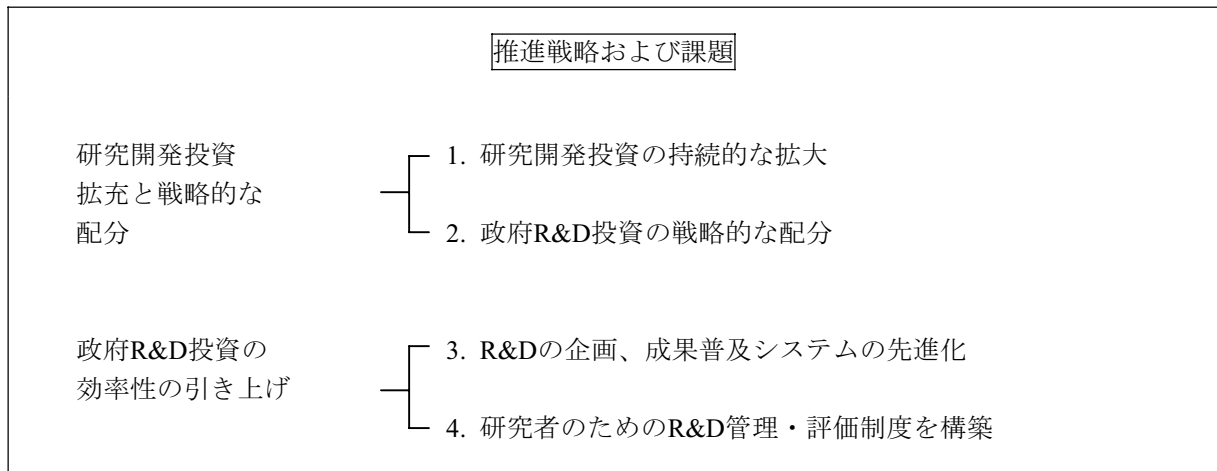 推進戦略および課題
研究開発投資
拡充と戦略的な
配分
1. 研究開発投資の持続的な拡大
2. 政府R&D投資の戦略的な配分
政府R&D投資の
効率性の引き上げ
3. R&Dの企画、成果普及システムの先進化
4. 研究者のためのR&D管理・評価制度を構築